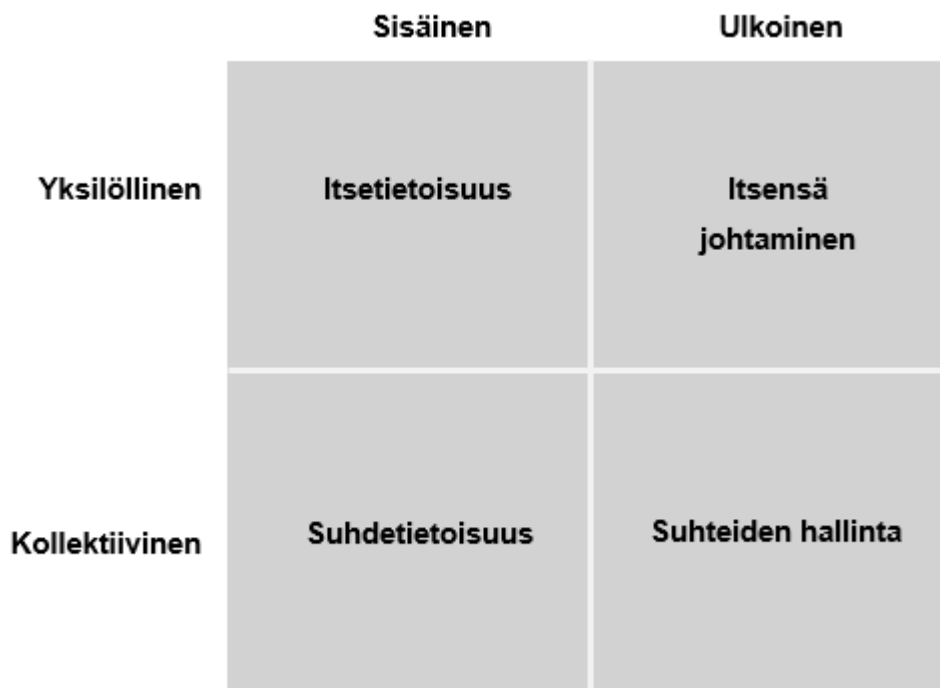 Sisäinen Ulkoinen
Yksilöllinen Itsetietoisuus Itsensä
johtaminen
Kollektiivinen Suhdetietoisuus Suhteiden hallinta